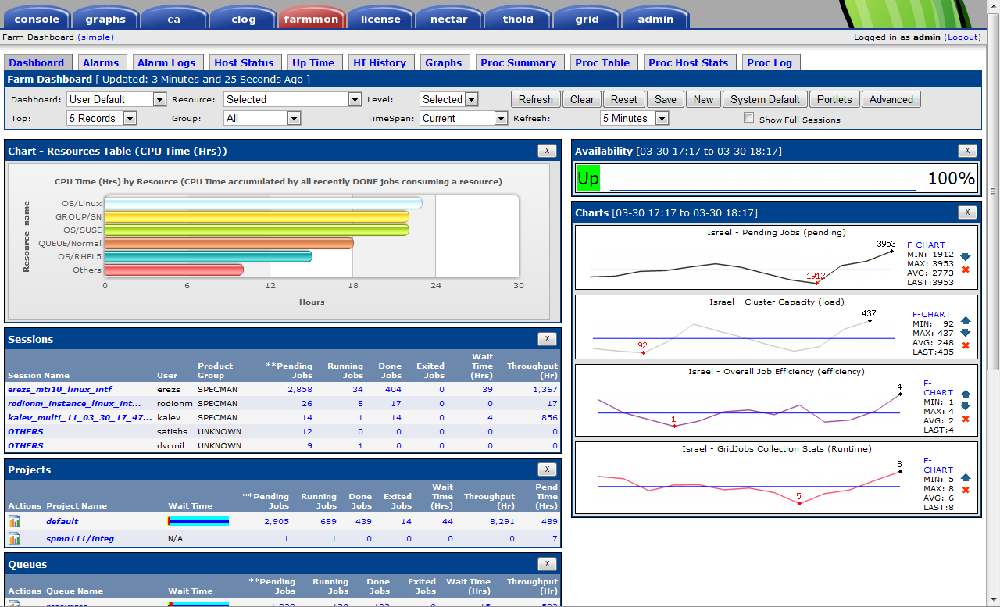 console graphs ca clog farmmon license nectar thold grid admin
Farm Dashboard (simple) Logged in as admin (Logout)
Dashboard Alarms Alarm Logs Host Status Up Time HI History Graphs Proc Summary Proc Table Proc Host Stats Proc Log
Farm Dashboard [ Updated: 3 Minutes and 25 Seconds Ago ]
Dashboard: User Default Resource: Selected Level: Selected Refresh Clear Reset Save New System Default Portlets Advanced
Top: 5 Records Group: All TimeSpan: Current Refresh: 5 Minutes Show Full Sessions
Chart - Resources Table (CPU Time (Hrs)) X
CPU Time (Hrs) by Resource (CPU Time accumulated by all recently DONE jobs consuming a resource)
Resource_name
OS/Linux
GROUP/SN
OS/SUSE
QUEUE/Normal
OS/RHEL5
Others
0 6 12 18 24 30
Hours
Sessions X
Session Name User Product Group **Pending Jobs Running Jobs Done Jobs Exited Jobs Wait Time (Hrs) Throughput (Hr)
erezs_mti10_linux_intf erezs SPECMAN 2,858 34 404 0 39 1,367
rodionm_instance_linux_int... rodionm SPECMAN 26 8 17 0 0 17
kalev_multi_11_03_30_17_47... kalev SPECMAN 14 1 14 0 4 856
OTHERS satishs UNKNOWN 12 0 0 0 0 0
OTHERS dvcmil UNKNOWN 9 1 0 0 0 0
Projects X
Actions Project Name Wait Time **Pending Jobs Running Jobs Done Jobs Exited Jobs Wait Time (Hrs) Throughput (Hr) Pend Time (Hrs)
default 2,905 689 439 14 44 8,291 489
spmn111/integ N/A 1 1 0 0 0 0 7
Queues X
Actions Queue Name Wait Time **Pending Jobs Running Jobs Done Jobs Exited Jobs Wait Time (Hrs) Throughput (Hr)
Availability [03-30 17:17 to 03-30 18:17] X
Up 100%
Charts [03-30 17:17 to 03-30 18:17] X
Israel - Pending Jobs (pending)
3953
1912
F-CHART
MIN: 1912
MAX: 3953
AVG: 2773
LAST:3953
Israel - Cluster Capacity (load)
437
92
F-CHART
MIN: 92
MAX: 437
AVG: 248
LAST:435
Israel - Overall Job Efficiency (efficiency)
4
1
F-
CHART
MIN: 1
MAX: 4
AVG: 2
LAST:4
Israel - GridJobs Collection Stats (Runtime)
8
5
F-
CHART
MIN: 5
MAX: 8
AVG: 6
LAST:8